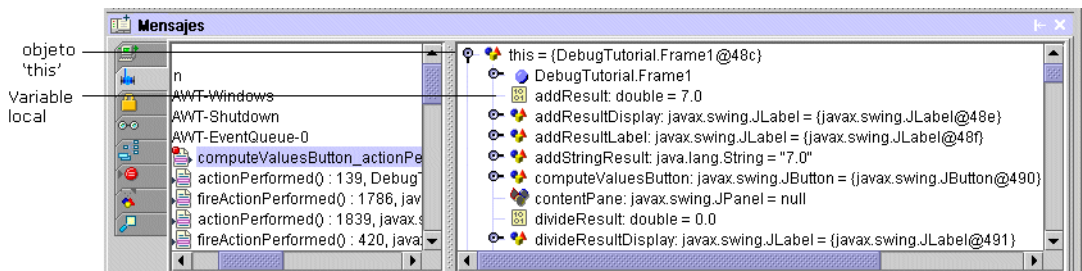 Mensajes
objeto
'this'
Variable
local
n
AWT-Windows
AWT-Shutdown
AWT-EventQueue-0
computeValuesButton_actionPe
actionPerformed() : 139, Debug
fireActionPerformed() : 1786, jav
actionPerformed() : 1839, javax.s
fireActionPerformed() : 420, java
this = {DebugTutorial.Frame1@48c}
DebugTutorial.Frame1
addResult: double = 7.0
addResultDisplay: javax.swing.JLabel = {javax.swing.JLabel@48e}
addResultLabel: javax.swing.JLabel = {javax.swing.JLabel@48f}
addStringResult: java.lang.String = "7.0"
computeValuesButton: javax.swing.JButton = {javax.swing.JButton@490}
contentPane: javax.swing.JPanel = null
divideResult: double = 0.0
divideResultDisplay: javax.swing.JLabel = {javax.swing.JLabel@491}